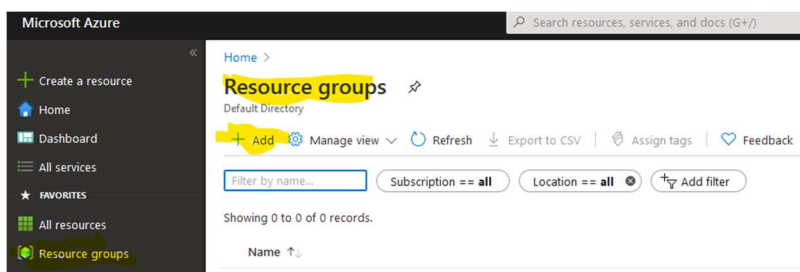 Microsoft Azure
Search resources, services, and docs (G+/)
«
Create a resource
Home
Dashboard
All services
FAVORITES
All resources
Resource groups
Home >
Resource groups
Default Directory
+ Add Manage view Refresh Export to CSV Assign tags Feedback
Filter by name... Subscription == all Location == all Add filter
Showing 0 to 0 of 0 records.
Name ↑↓